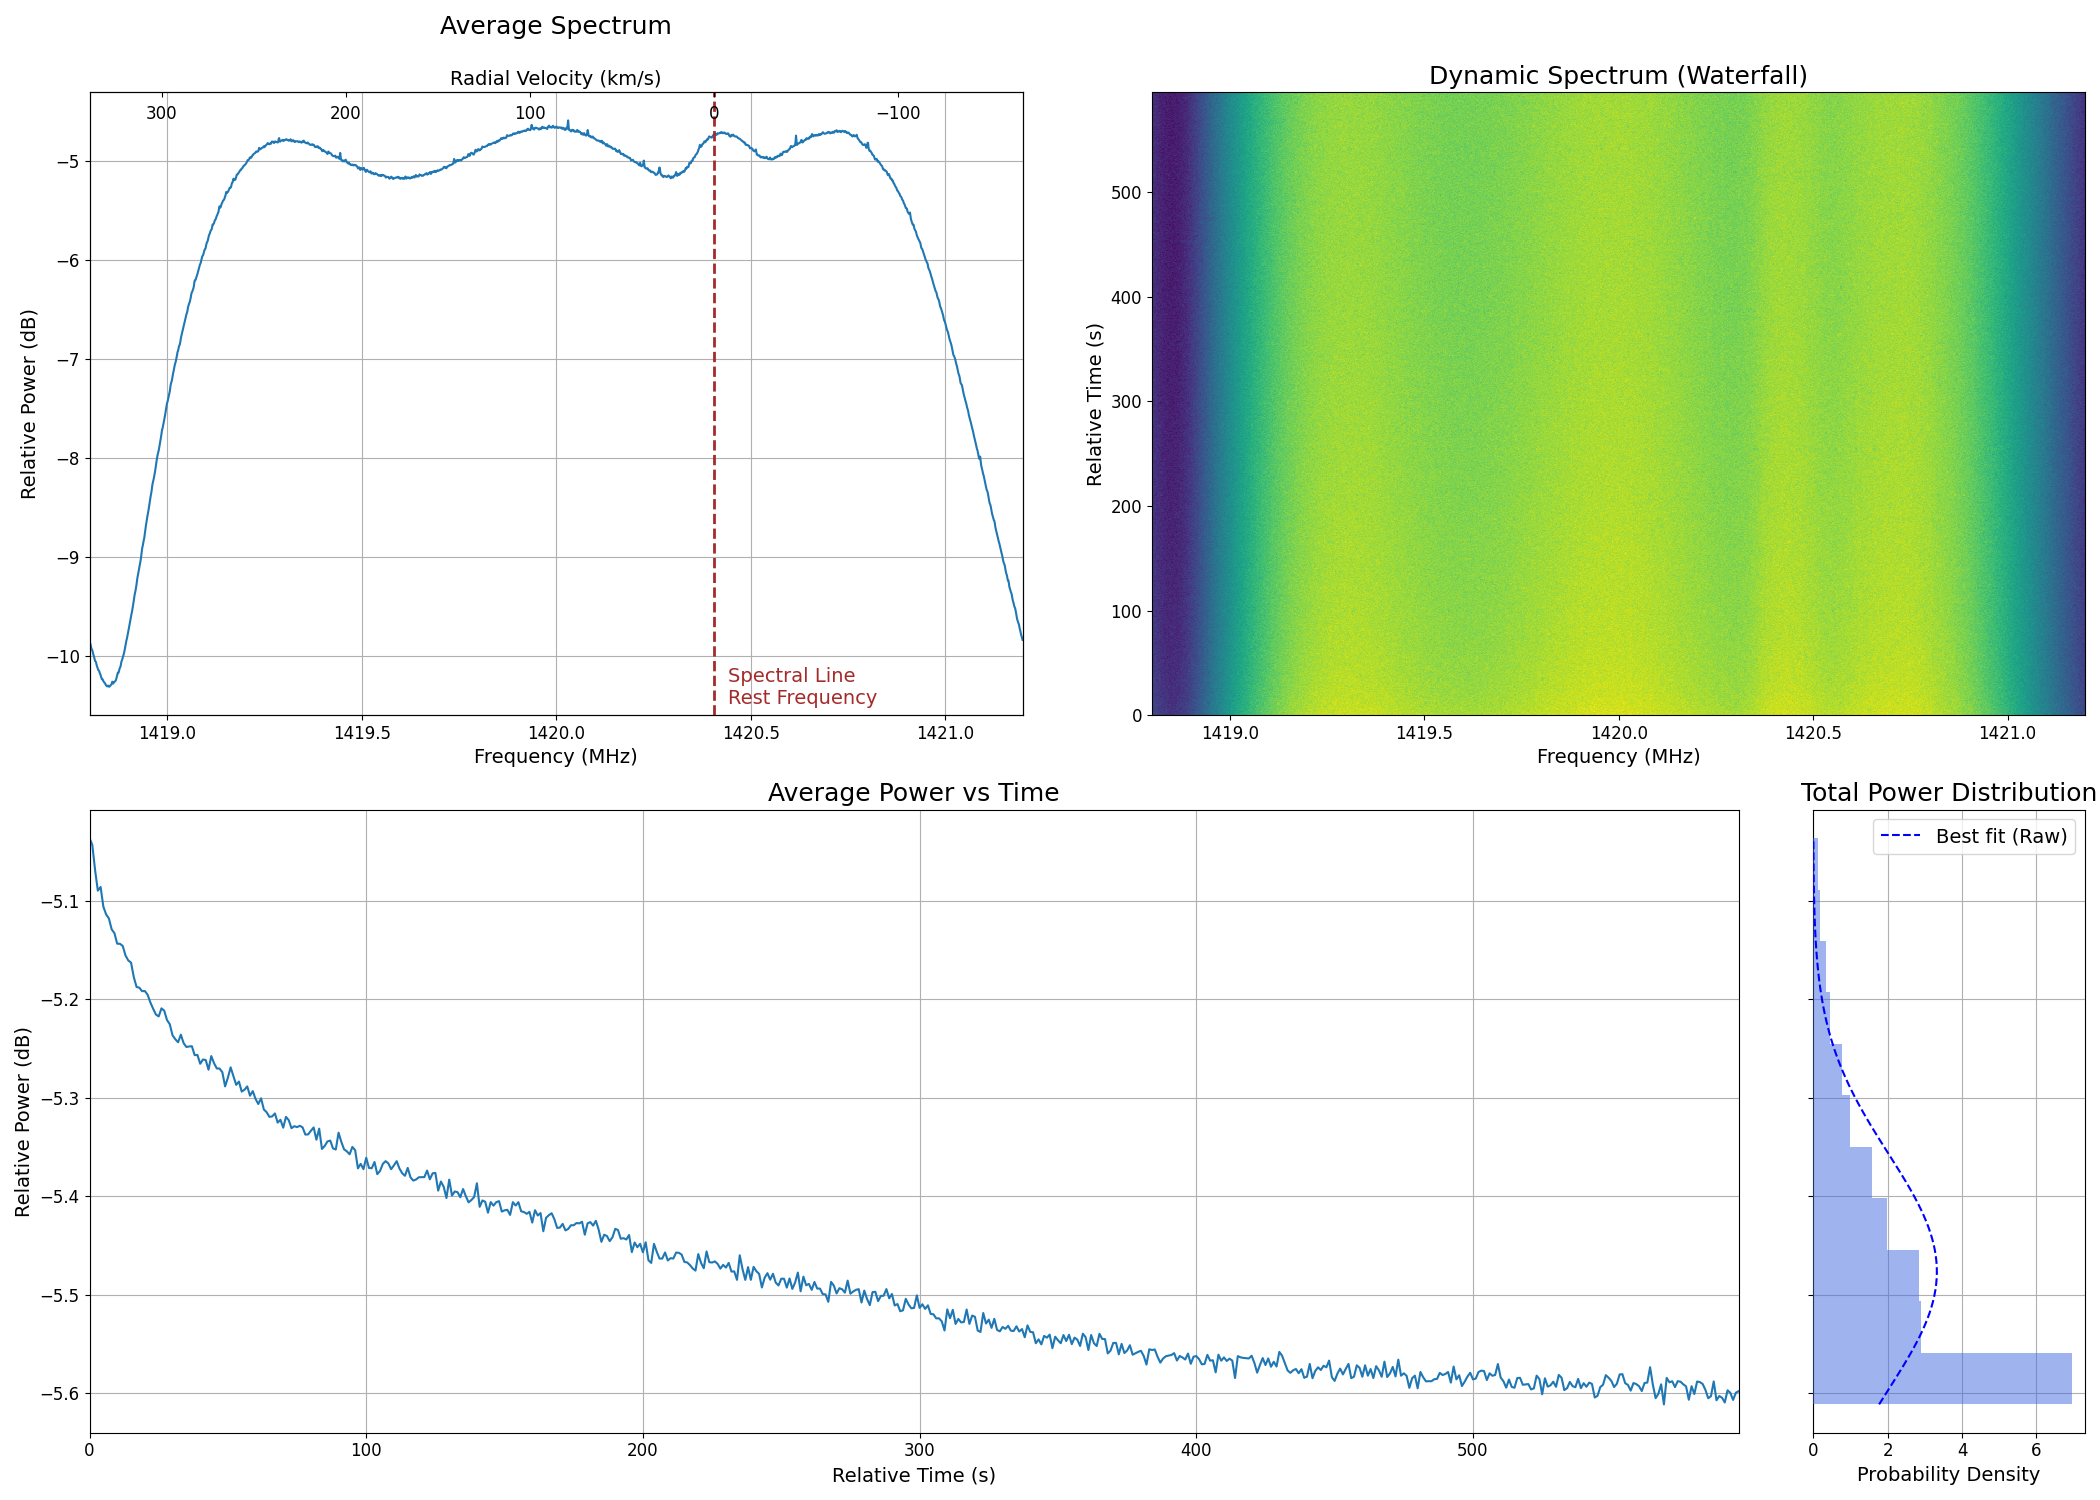 Average Spectrum
Radial Velocity (km/s)
300 200 100 0 −100
−5
−6
−7
−8
−9
−10
Relative Power (dB)
Spectral Line
Rest Frequency
1419.0 1419.5 1420.0 1420.5 1421.0
Frequency (MHz)
Dynamic Spectrum (Waterfall)
500
400
300
200
100
0
Relative Time (s)
1419.0 1419.5 1420.0 1420.5 1421.0
Frequency (MHz)
Average Power vs Time
−5.1
−5.2
−5.3
−5.4
−5.5
−5.6
Relative Power (dB)
0 100 200 300 400 500
Relative Time (s)
Total Power Distribution
Best fit (Raw)
0 2 4 6
Probability Density